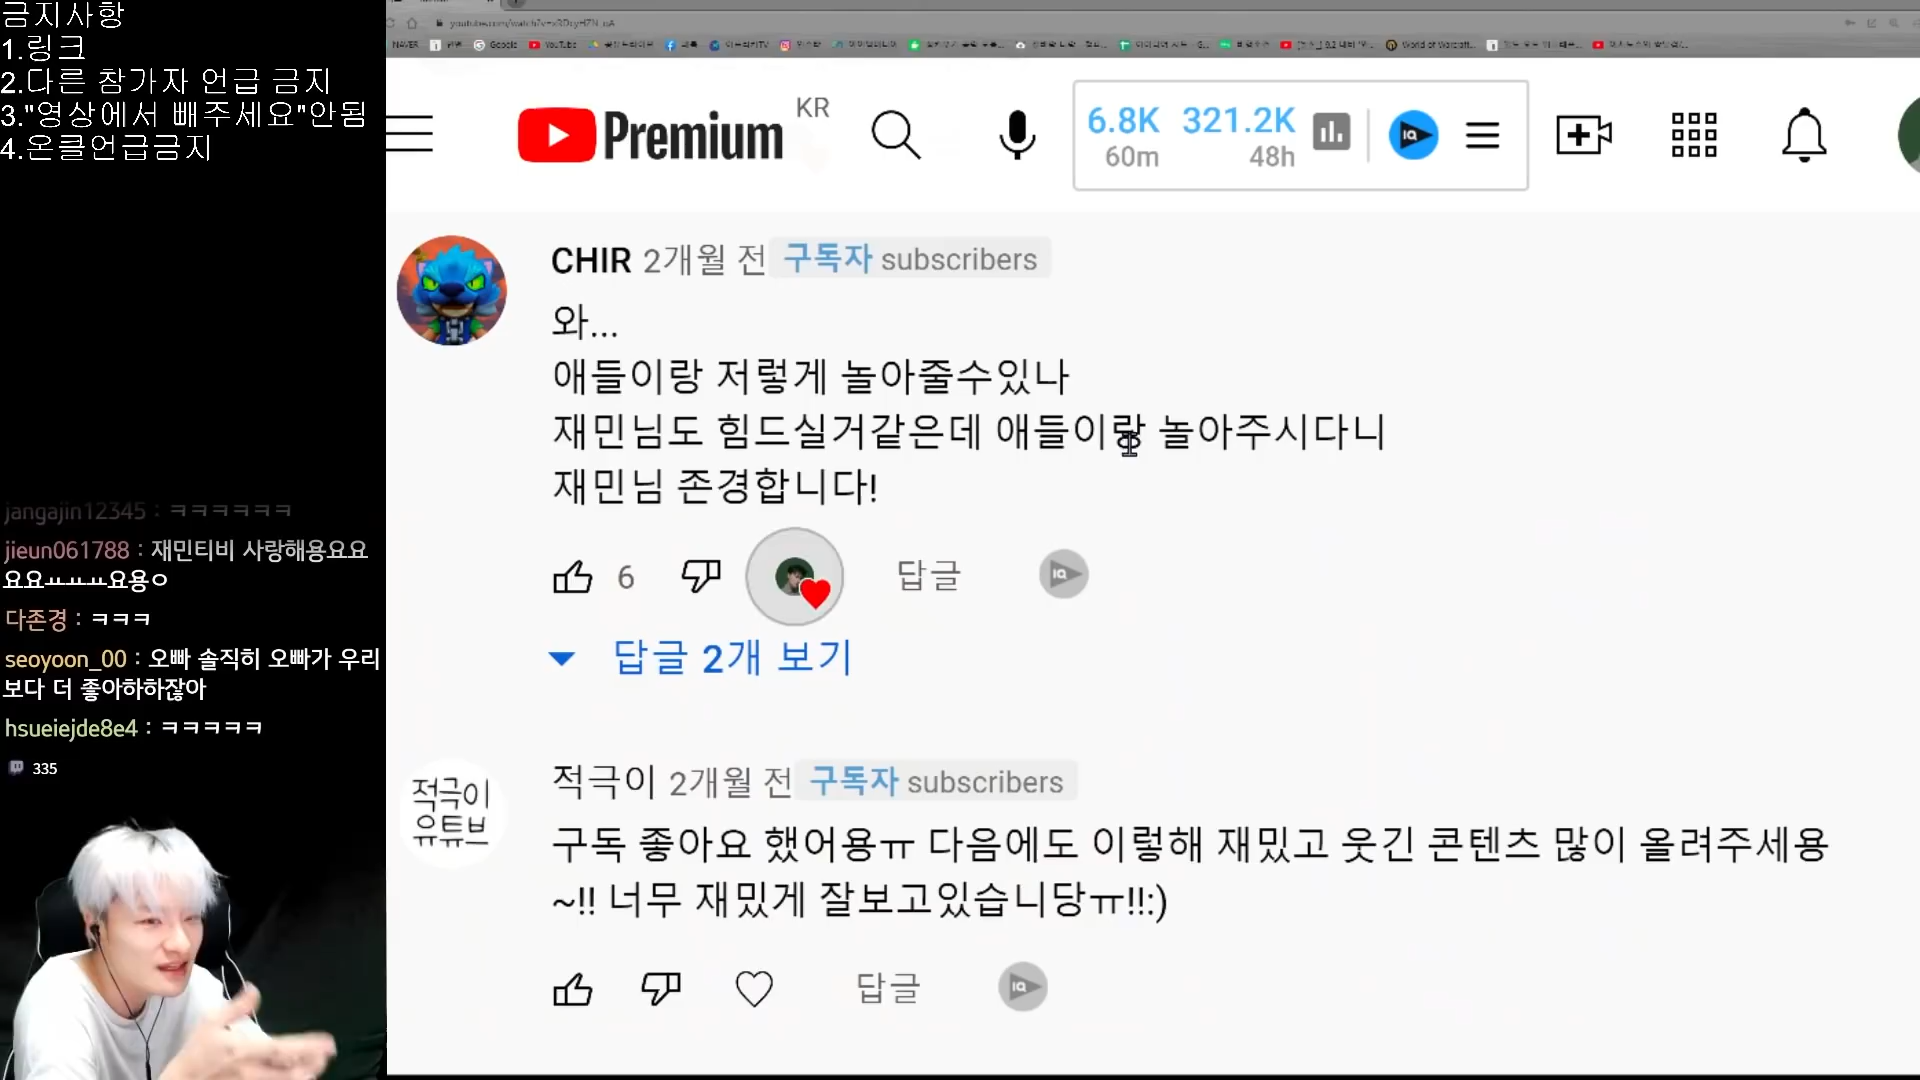 금지사항
1.링크
2.다른 참가자 언급 금지
3."영상에서 빼주세요"안됨
4.온클언급금지
NAVER
Google
YouTube
World of Warcraft...
Premium
KR
6.8K 321.2K
60m 48h
CHIR 2개월 전 구독자 subscribers
와...
애들이랑 저렇게 놀아줄수있나
재민님도 힘드실거같은데 애들이랑 놀아주시다니
재민님 존경합니다!
6 답글
답글 2개 보기
적극이
유튜브
적극이 2개월 전 구독자 subscribers
구독 좋아요 했어용ㅠ 다음에도 이렇해 재밌고 웃긴 콘텐츠 많이 올려주세용
~!! 너무 재밌게 잘보고있습니당ㅠ!!:)
답글
jangajin12345 : ㅋㅋㅋㅋㅋㅋ
jieun061788 : 재민티비 사랑해용요요
요요ㅛㅛㅛ요용ㅇ
다존경 : ㅋㅋㅋ
seoyoon_00 : 오빠 솔직히 오빠가 우리
보다 더 좋아하하잖아
hsueiejde8e4 : ㅋㅋㅋㅋㅋ
335